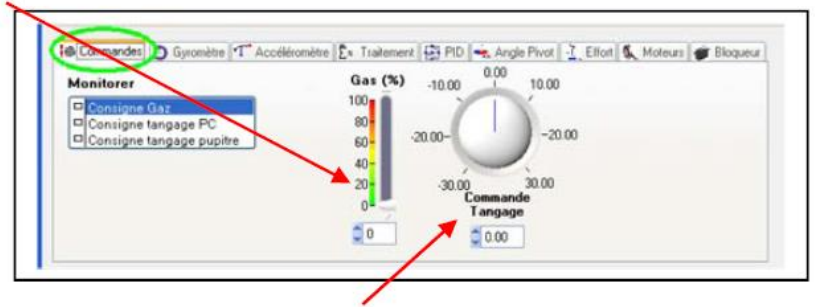 Commandes Gyromètre Accéléromètre Traitement PID Angle Pivot Effort Moteurs Bloqueur
Monitorer
Consigne Gaz
Consigne tangage PC
Consigne tangage pupitre
Gas (%)
100
80
60
40
20
0
0
0.00
-10.00 10.00
-20.00 -20.00
-30.00 30.00
Commande
Tangage
0.00